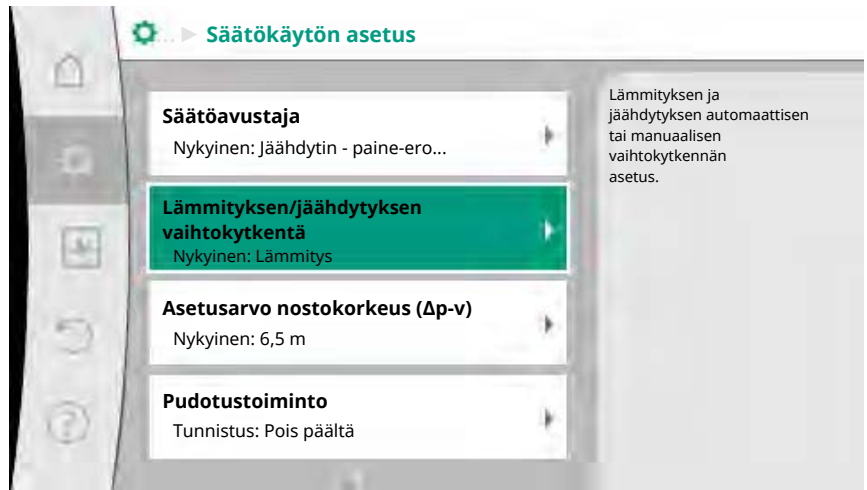 Säätökäytön asetus
Säätöavustaja
Nykyinen: Jäähdytin - paine-ero...
Lämmityksen/jäähdytyksen
vaihtokytkentä
Nykyinen: Lämmitys
Asetusarvo nostokorkeus (Δp-v)
Nykyinen: 6,5 m
Pudotustoiminto
Tunnistus: Pois päältä
Lämmityksen ja
jäähdytyksen automaattisen
tai manuaalisen
vaihtokytkennän
asetus.